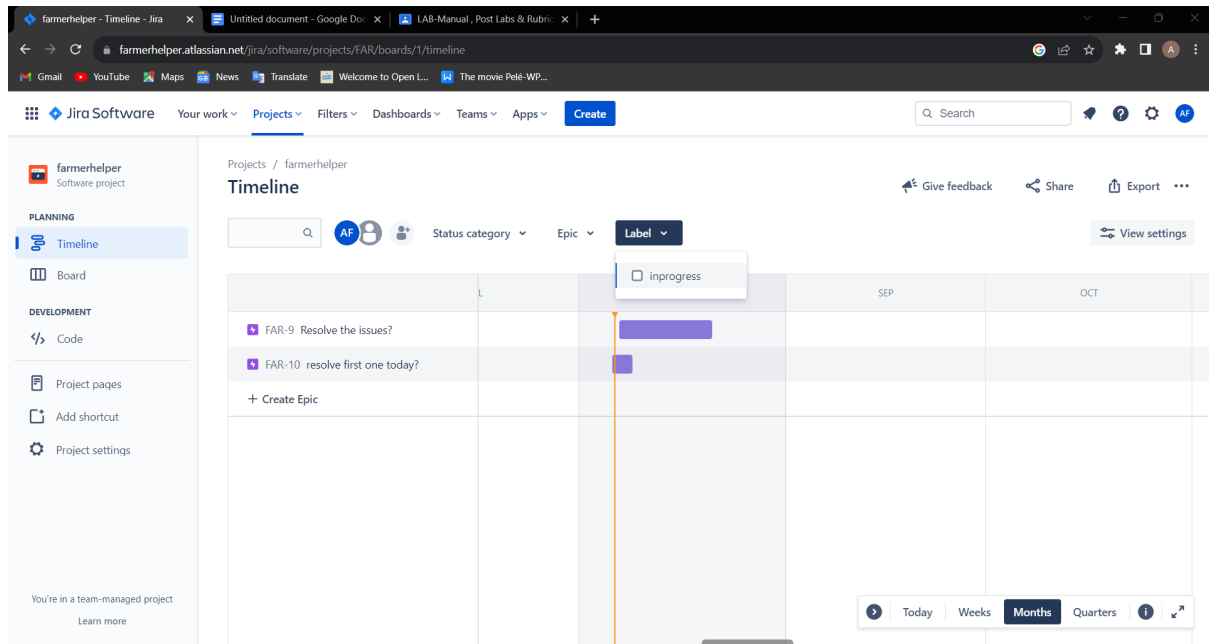 farmerhelper - Timeline - Jira
Untitled document - Google Doc
LAB-Manual , Post Labs & Rubric
farmerhelper.atlassian.net/jira/software/projects/FAR/boards/1/timeline
A
Gmail YouTube Maps News Translate Welcome to Open L... The movie Pelé-WP...
Jira Software Your work Projects Filters Dashboards Teams Apps Create Search AF
farmerhelper
Software project
PLANNING
Timeline
Board
DEVELOPMENT
Code
Project pages
Add shortcut
Project settings
You're in a team-managed project
Learn more
Projects / farmerhelper
Timeline
Give feedback Share Export
AF Status category Epic Label View settings
inprogress
L SEP OCT
FAR-9 Resolve the issues?
FAR-10 resolve first one today?
+ Create Epic
Today Weeks Months Quarters